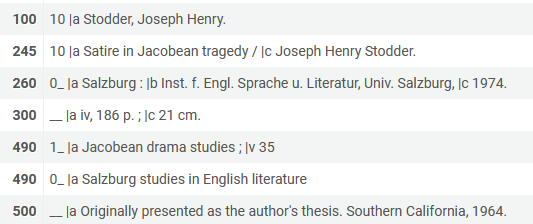 100 10 |a Stodder, Joseph Henry.
245 10 |a Satire in Jacobean tragedy / |c Joseph Henry Stodder.
260 0_ |a Salzburg : |b Inst. f. Engl. Sprache u. Literatur, Univ. Salzburg, |c 1974.
300 __ |a iv, 186 p. ; |c 21 cm.
490 1_ |a Jacobean drama studies ; |v 35
490 0_ |a Salzburg studies in English literature
500 __ |a Originally presented as the author's thesis. Southern California, 1964.